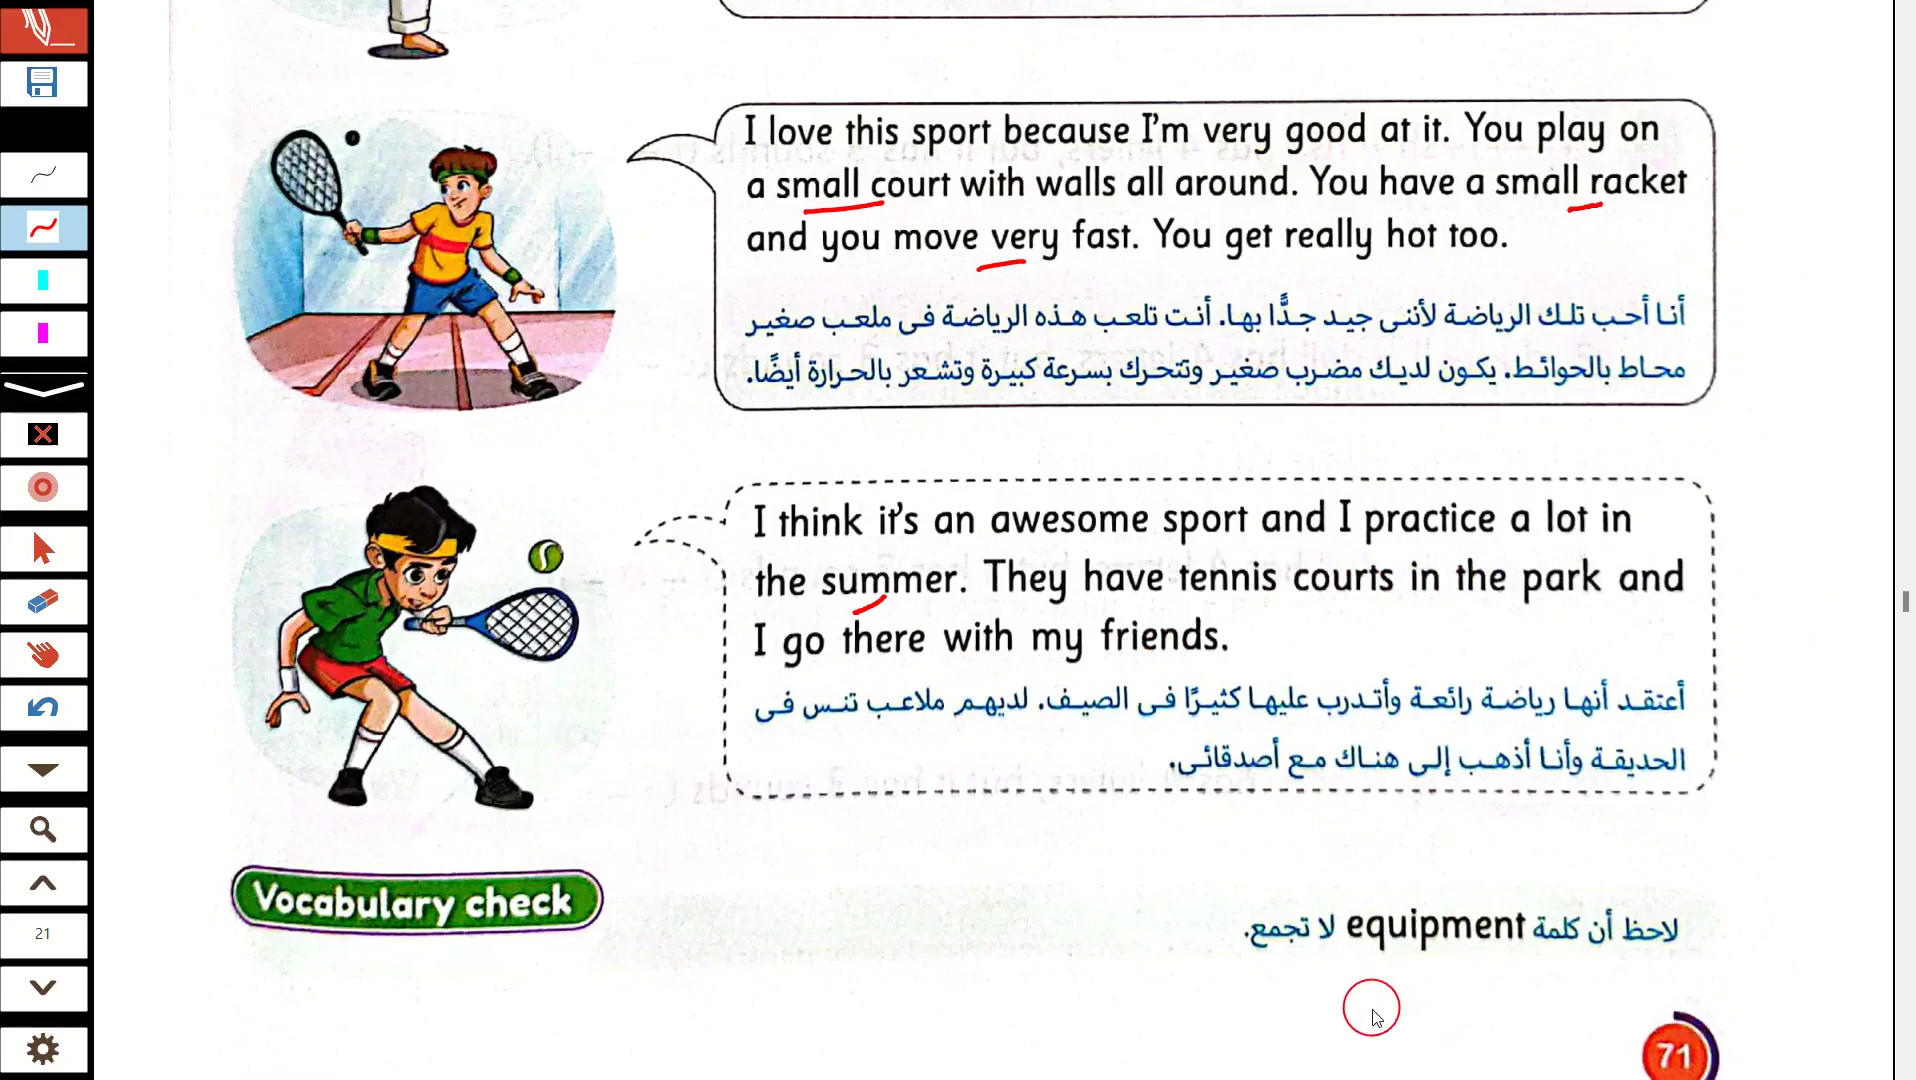 I love this sport because I'm very good at it. You play on
a small court with walls all around. You have a small racket
and you move very fast. You get really hot too.
أنا أحب تلك الرياضة لأننى جيد جدًّا بها. أنت تلعب هذه الرياضة فى ملعب صغير
محاط بالحوائط. يكون لديك مضرب صغير وتتحرك بسرعة كبيرة وتشعر بالحرارة أيضًا.
I think it's an awesome sport and I practice a lot in
the summer. They have tennis courts in the park and
I go there with my friends.
أعتقد أنها رياضة رائعة وأتدرب عليها كثيرًا فى الصيف. لديهم ملاعب تنس فى
الحديقة وأنا أذهب إلى هناك مع أصدقائى.
Vocabulary check
لاحظ أن كلمة equipment لا تجمع.
21
71